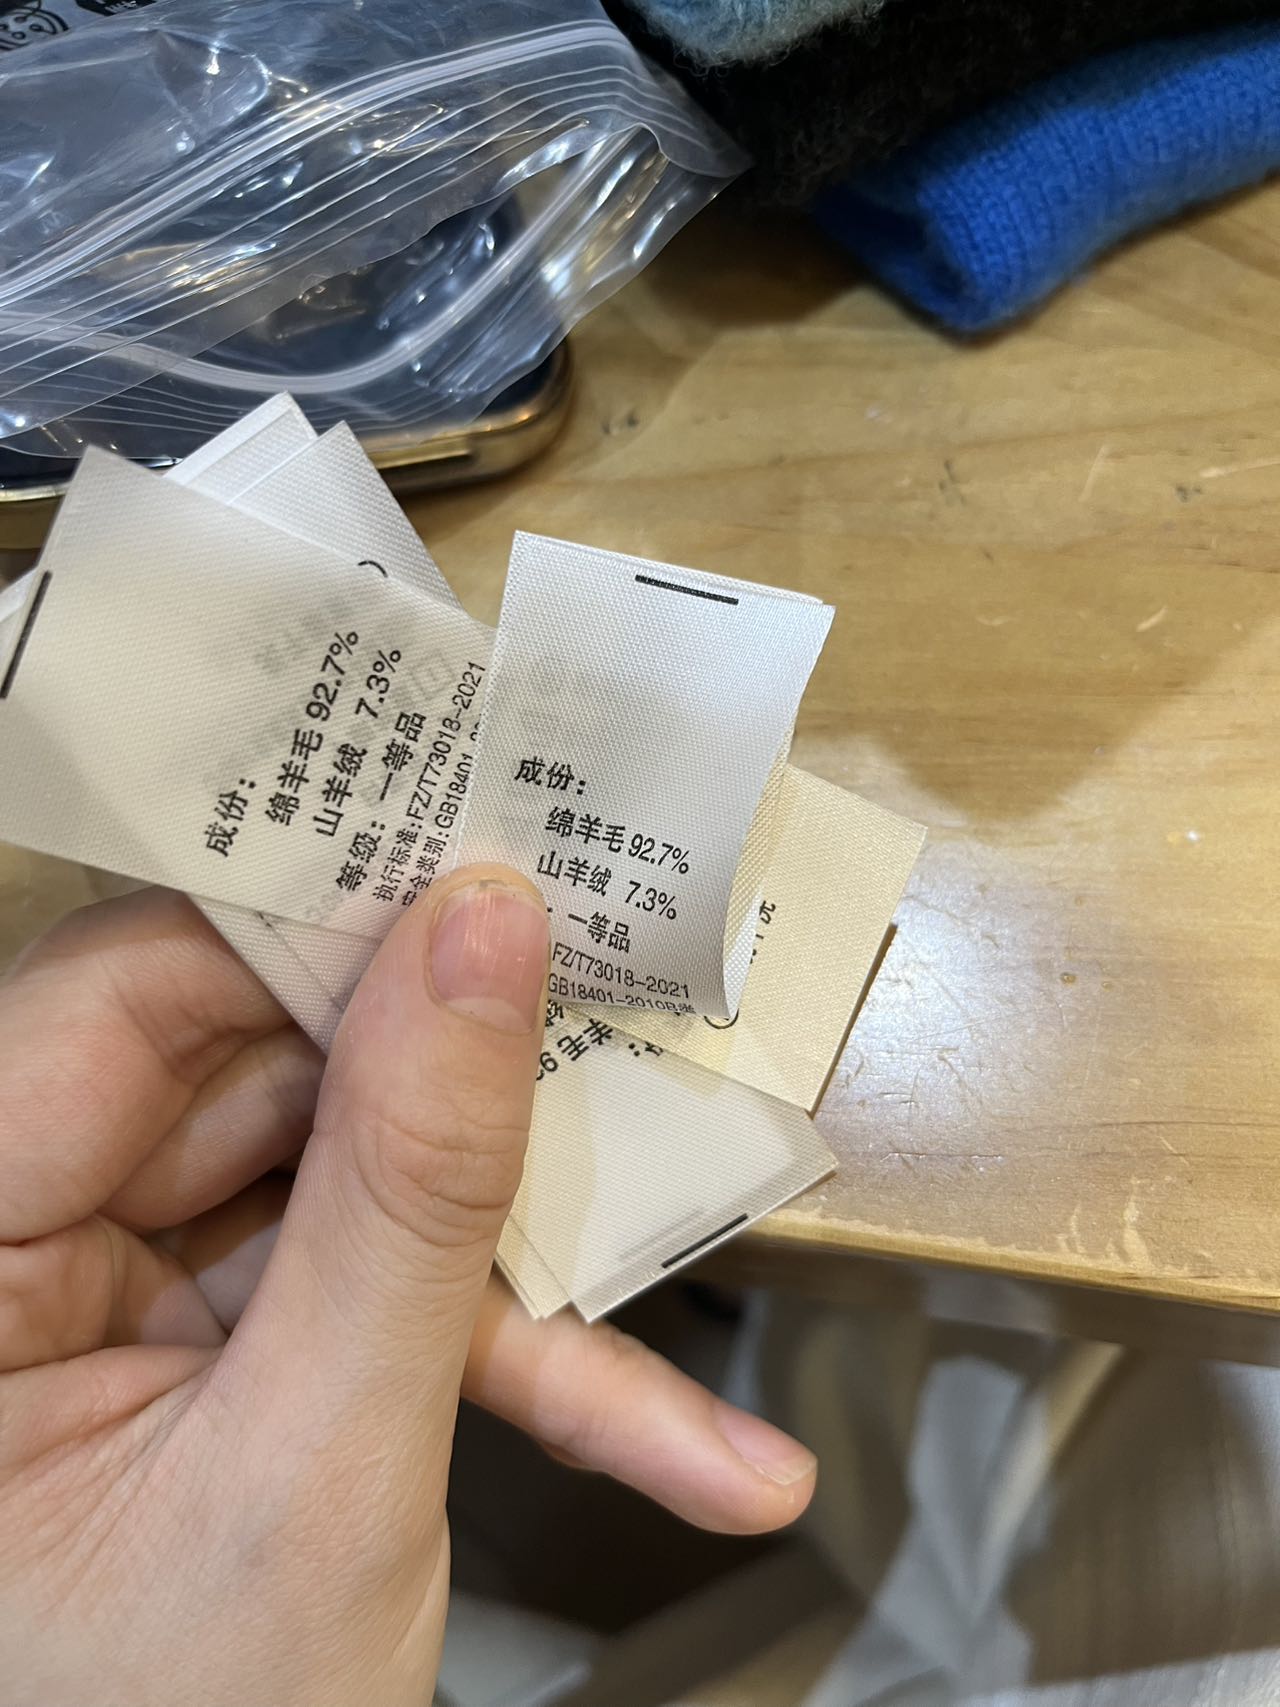 成份：
绵羊毛 92.7%
山羊绒 7.3%
等级：一等品
执行标准:FZ/T73018-2021
安全类别:GB18401
成份：
绵羊毛 92.7%
山羊绒 7.3%
：一等品
FZ/T73018-2021
GB18401-2010B类
羊毛